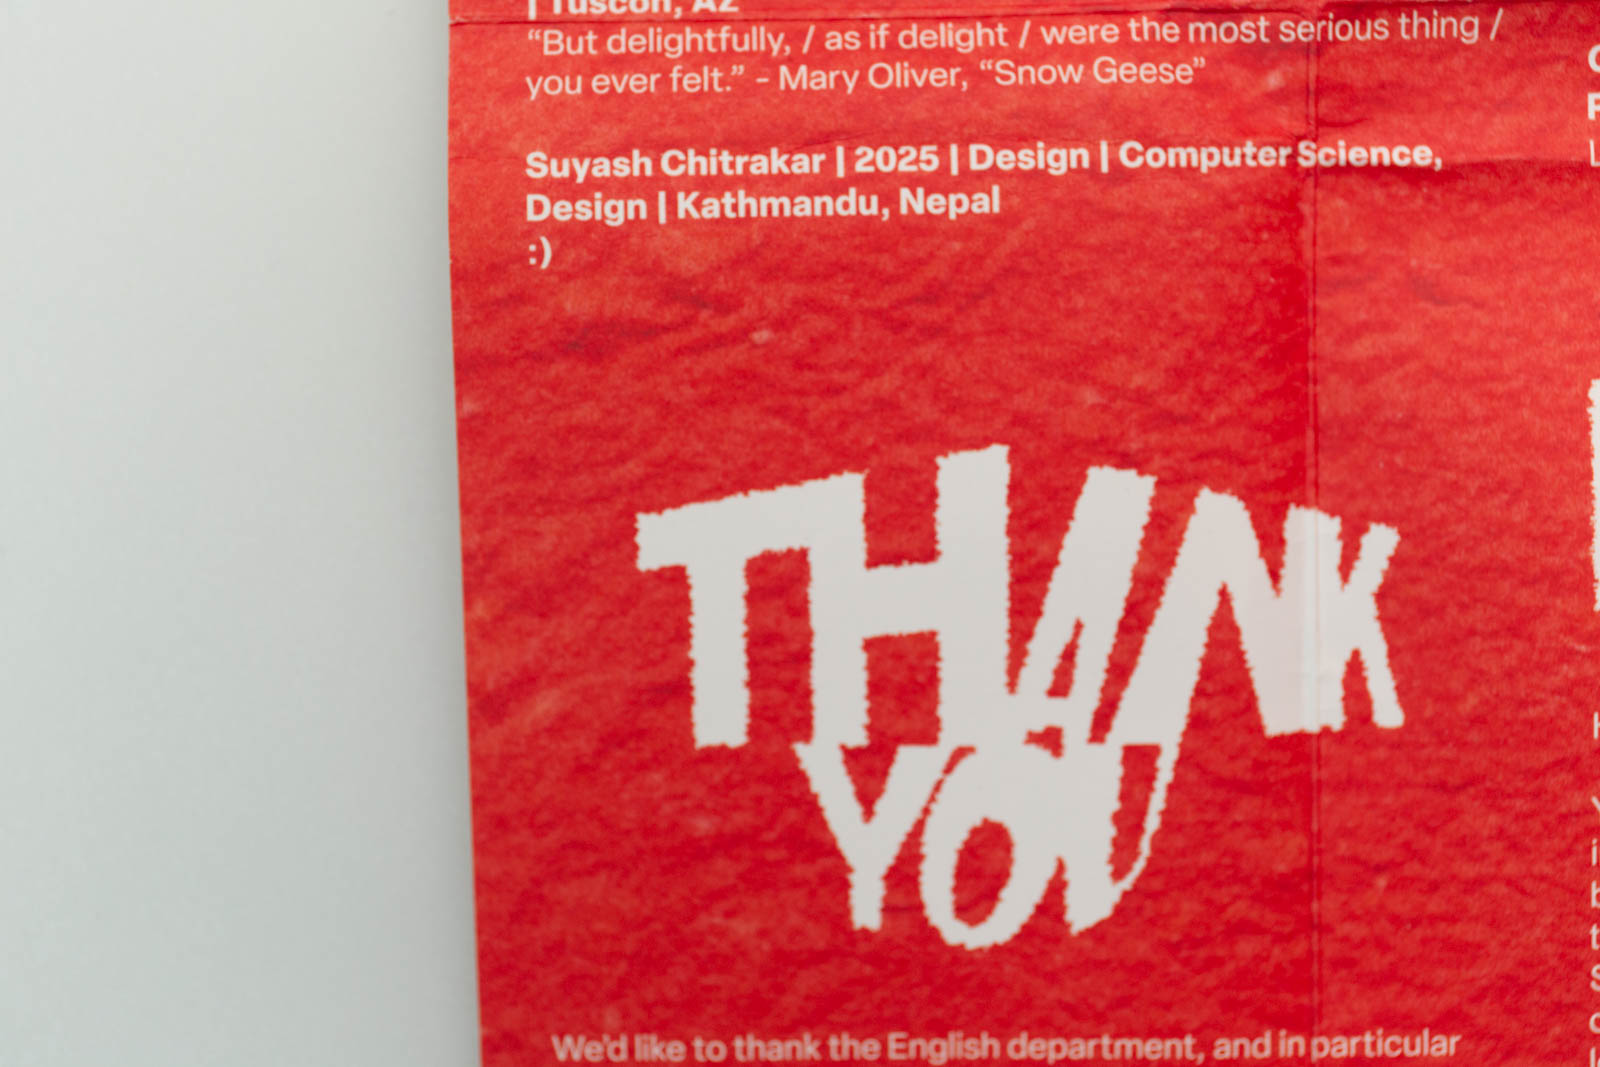 | Tuscon, AZ
“But delightfully, / as if delight / were the most serious thing /
you ever felt.” - Mary Oliver, “Snow Geese”
Suyash Chitrakar | 2025 | Design | Computer Science,
Design | Kathmandu, Nepal
:)
THANK
YOU
We’d like to thank the English department, and in particular